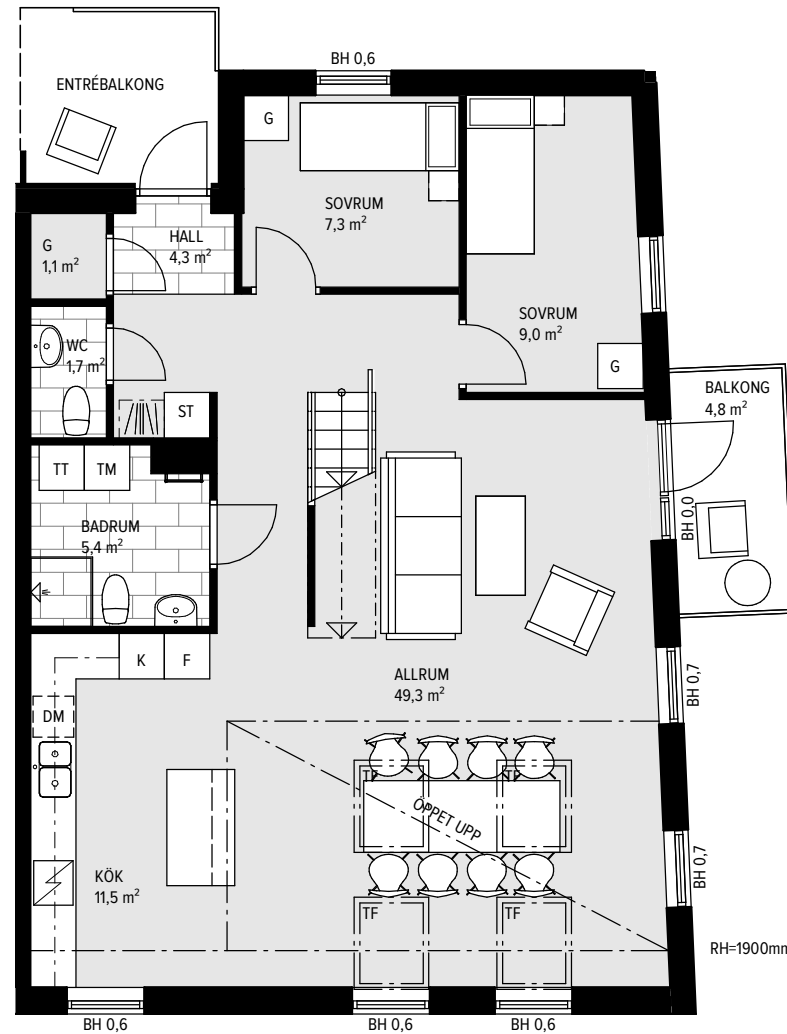 BH 0,6
ENTRÉBALKONG
G
SOVRUM
7,3 m²
HALL
4,3 m²
G
1,1 m²
SOVRUM
9,0 m²
WC
1,7 m²
G
BALKONG
4,8 m²
ST
TT
TM
BH 0,0
BADRUM
5,4 m²
K
F
ALLRUM
49,3 m²
BH 0,7
DM
TF
TF
ÖPPET UPP
BH 0,7
KÖK
11,5 m²
TF
TF
RH=1900mm
BH 0,6
BH 0,6
BH 0,6